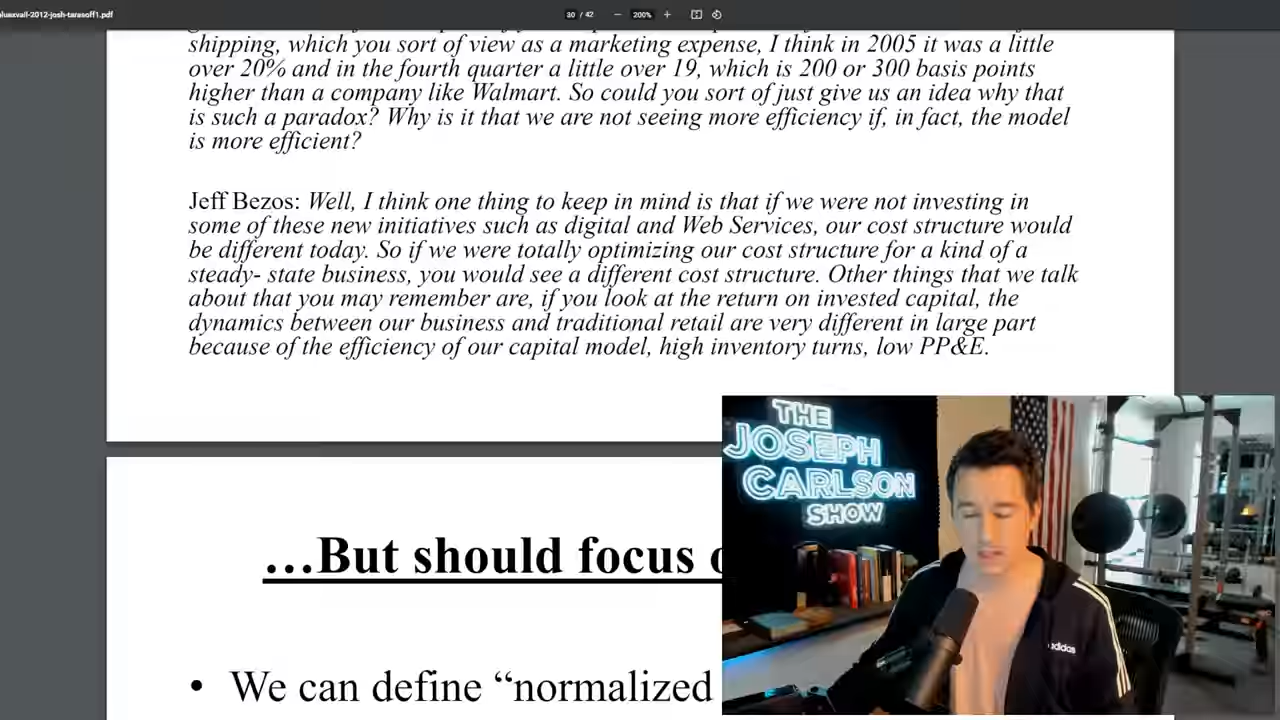 luaxvail-2012-josh-tarasoff1.pdf
30 / 42
200%
shipping, which you sort of view as a marketing expense, I think in 2005 it was a little
over 20% and in the fourth quarter a little over 19, which is 200 or 300 basis points
higher than a company like Walmart. So could you sort of just give us an idea why that
is such a paradox? Why is it that we are not seeing more efficiency if, in fact, the model
is more efficient?
Jeff Bezos: Well, I think one thing to keep in mind is that if we were not investing in
some of these new initiatives such as digital and Web Services, our cost structure would
be different today. So if we were totally optimizing our cost structure for a kind of a
steady- state business, you would see a different cost structure. Other things that we talk
about that you may remember are, if you look at the return on invested capital, the
dynamics between our business and traditional retail are very different in large part
because of the efficiency of our capital model, high inventory turns, low PP&E.
…But should focus
• We can define “normalized
THE
JOSEPH
CARLSON
SHOW
adidas